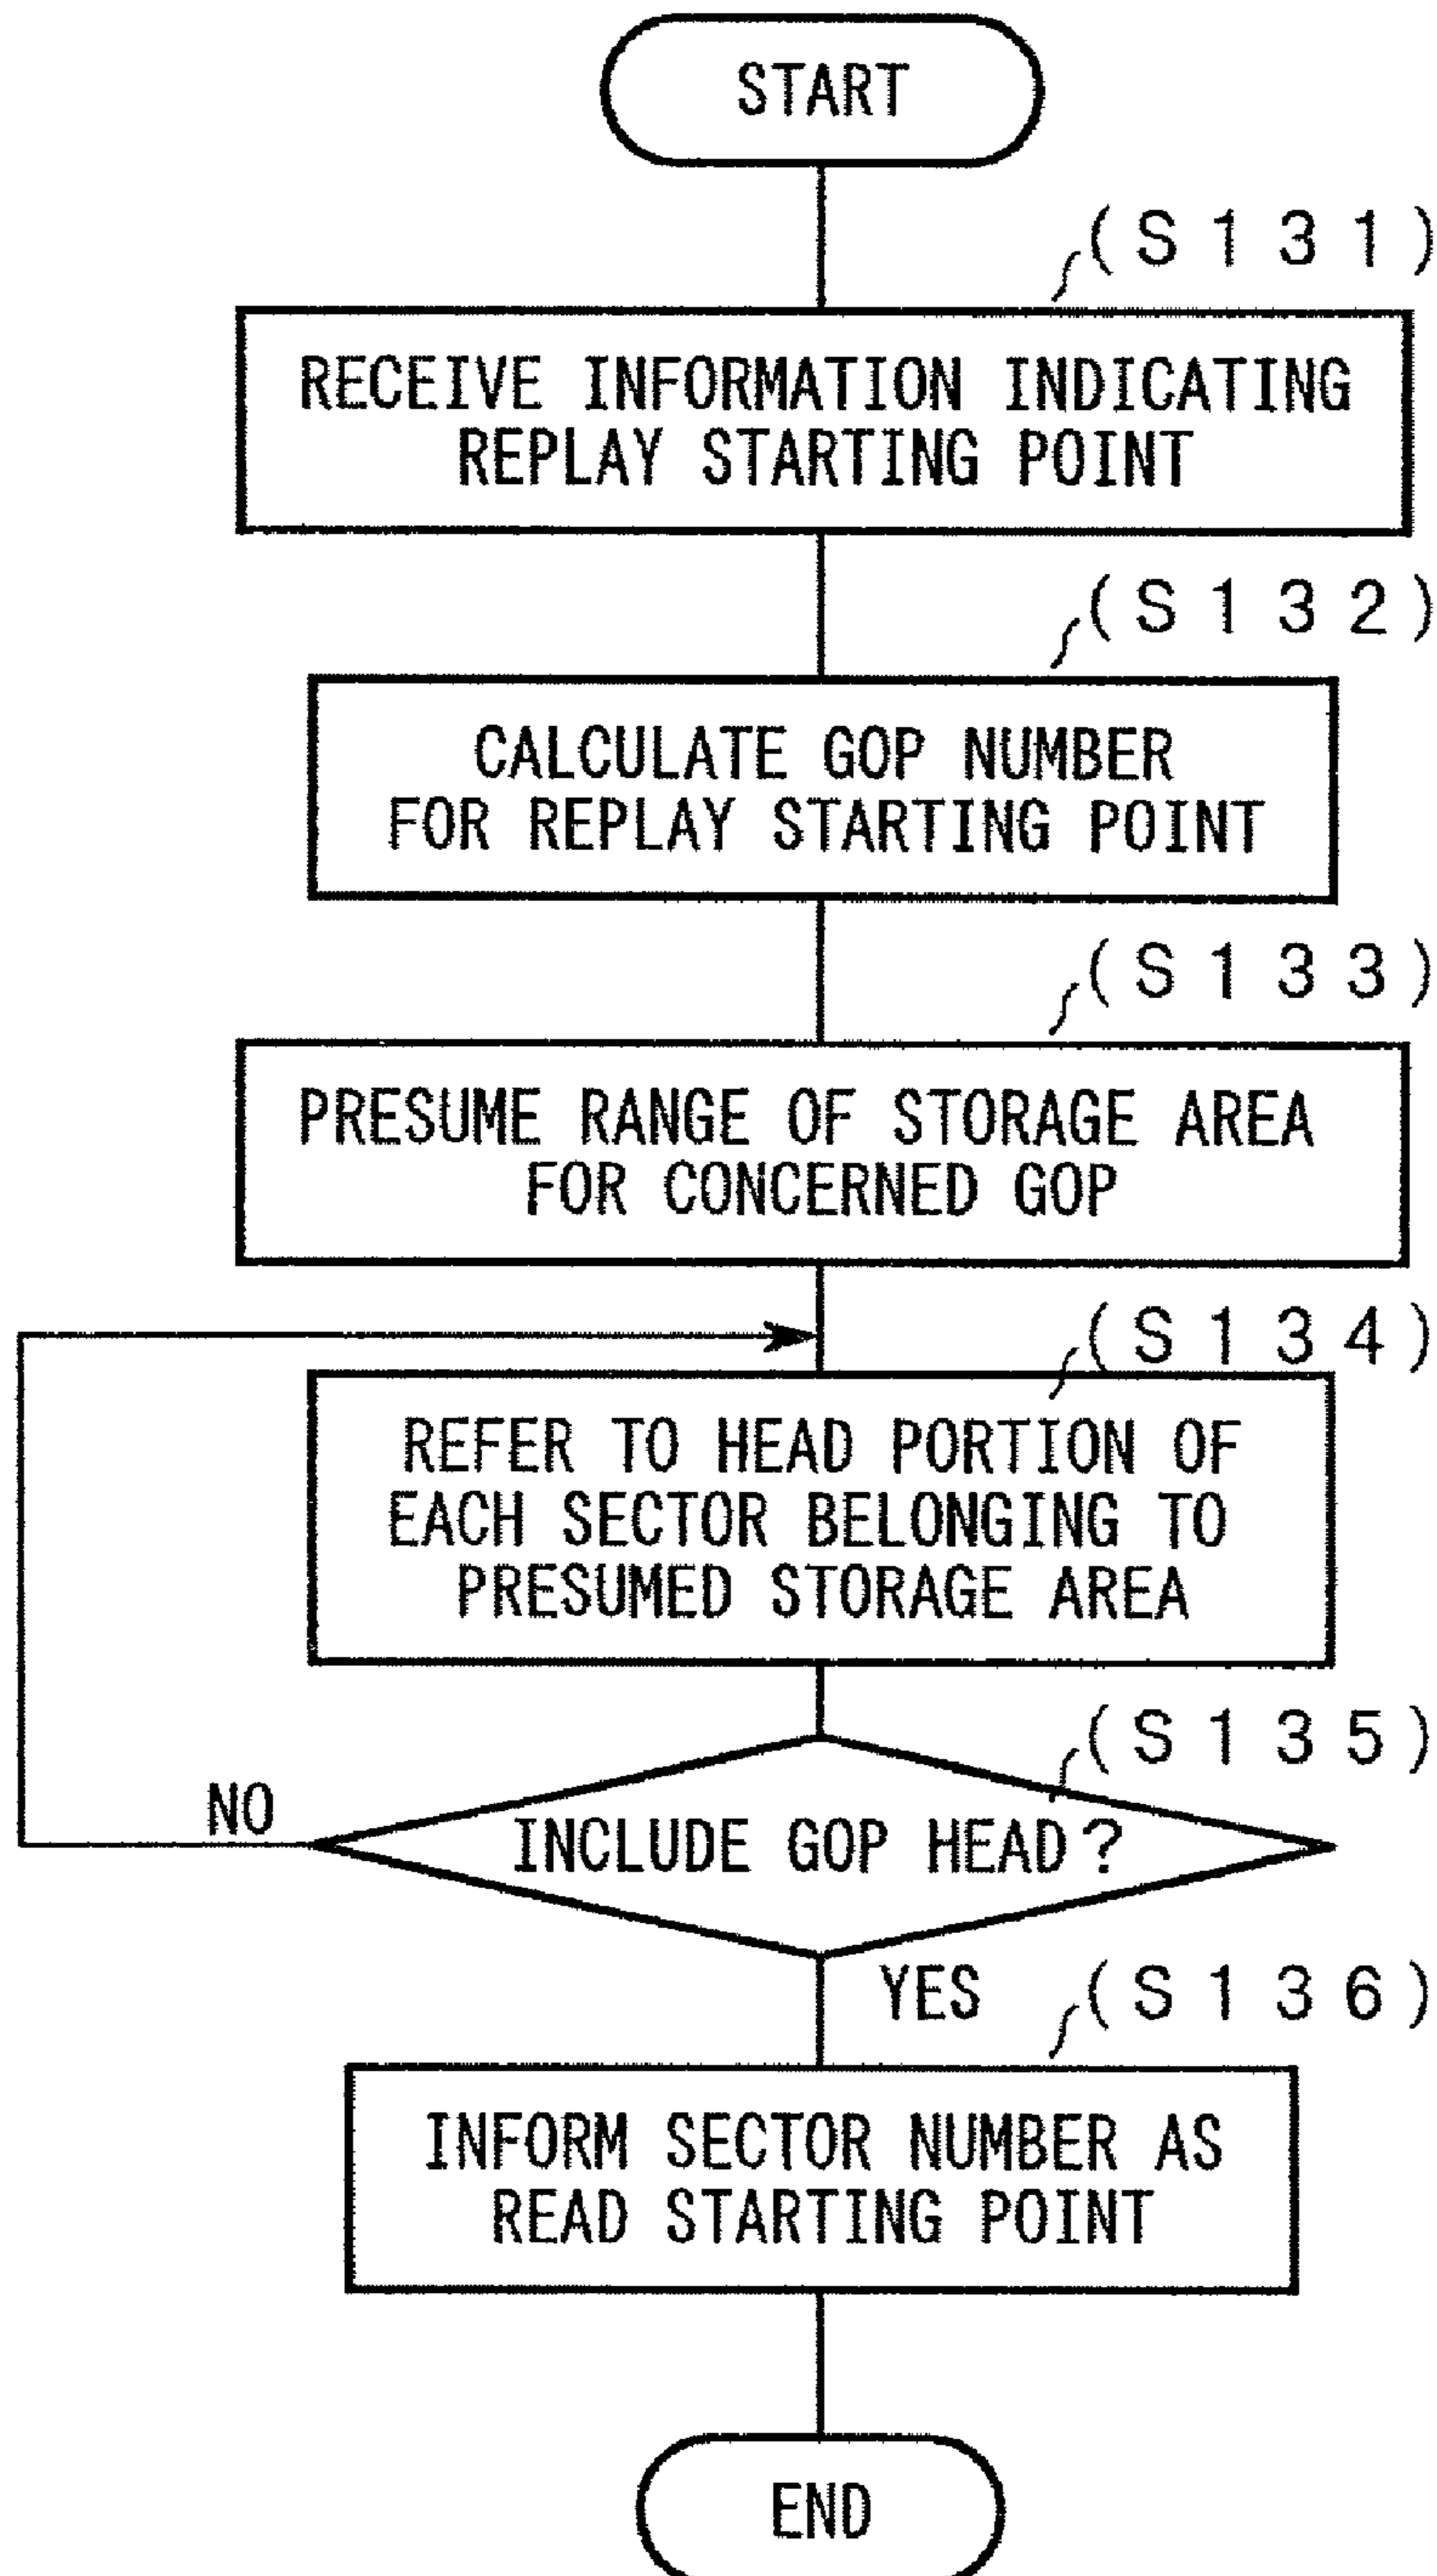 START
(S131)
RECEIVE INFORMATION INDICATING
REPLAY STARTING POINT
(S132)
CALCULATE GOP NUMBER
FOR REPLAY STARTING POINT
(S133)
PRESUME RANGE OF STORAGE AREA
FOR CONCERNED GOP
(S134)
REFER TO HEAD PORTION OF
EACH SECTOR BELONGING TO
PRESUMED STORAGE AREA
(S135)
NO
INCLUDE GOP HEAD?
YES
(S136)
INFORM SECTOR NUMBER AS
READ STARTING POINT
END